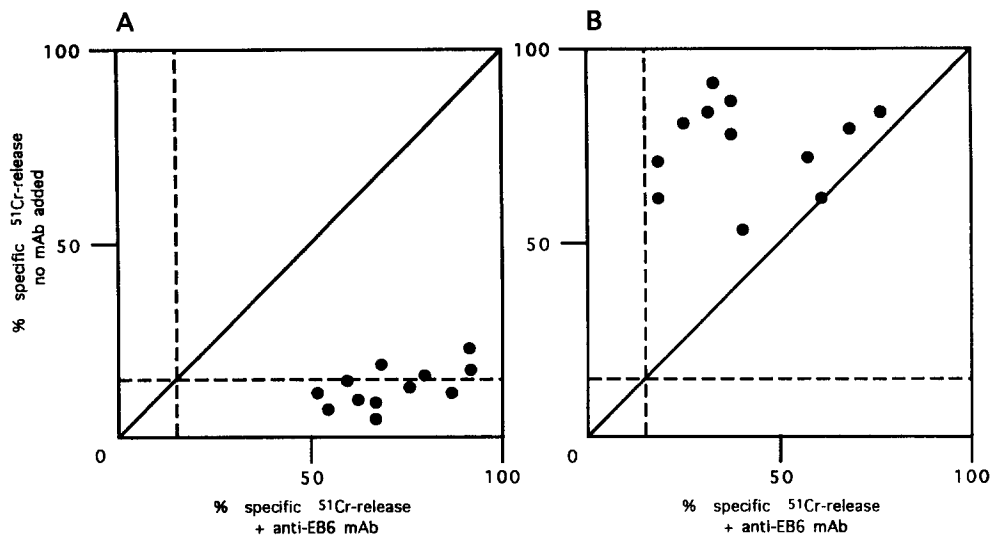 A
B
100
100
% specific ⁵¹Cr-release
no mAb added
50
50
0
50
100
0
50
100
% specific ⁵¹Cr-release
+ anti-EB6 mAb
% specific ⁵¹Cr-release
+ anti-EB6 mAb